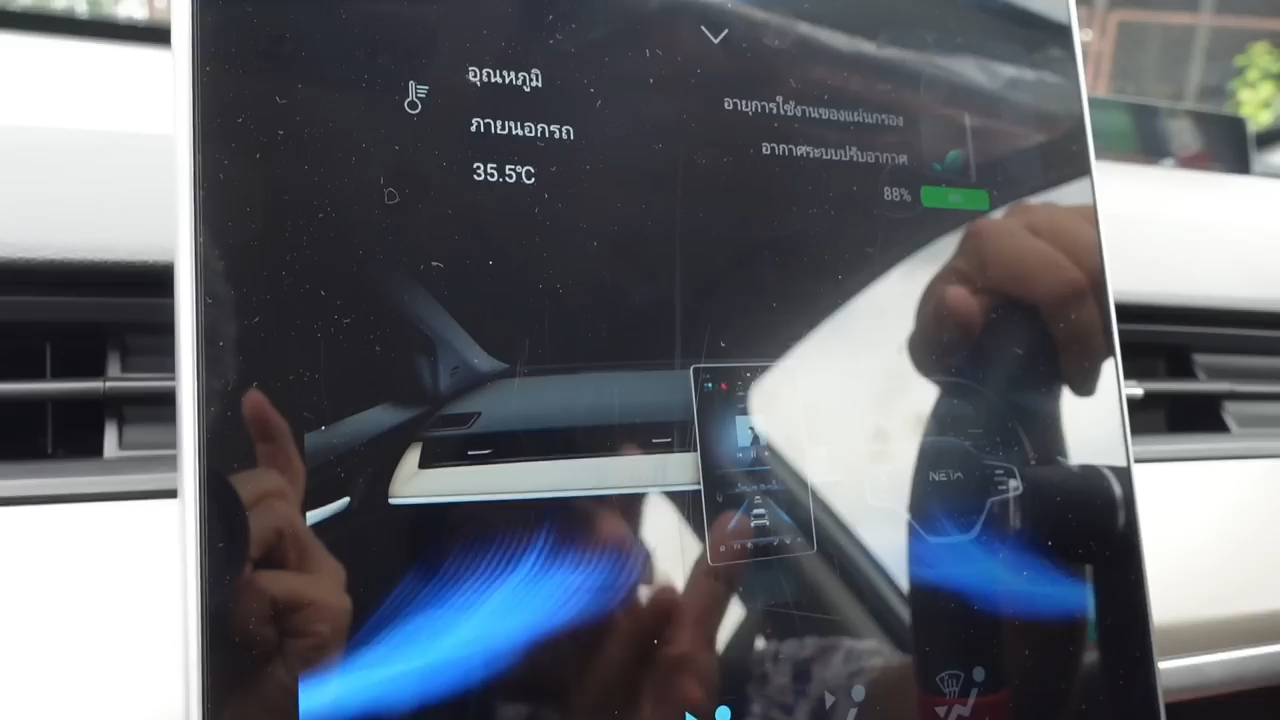 อุณหภูมิ
ภายนอกรถ
35.5℃
อายุการใช้งานของแผ่นกรอง
อากาศระบบปรับอากาศ
88%
NETA